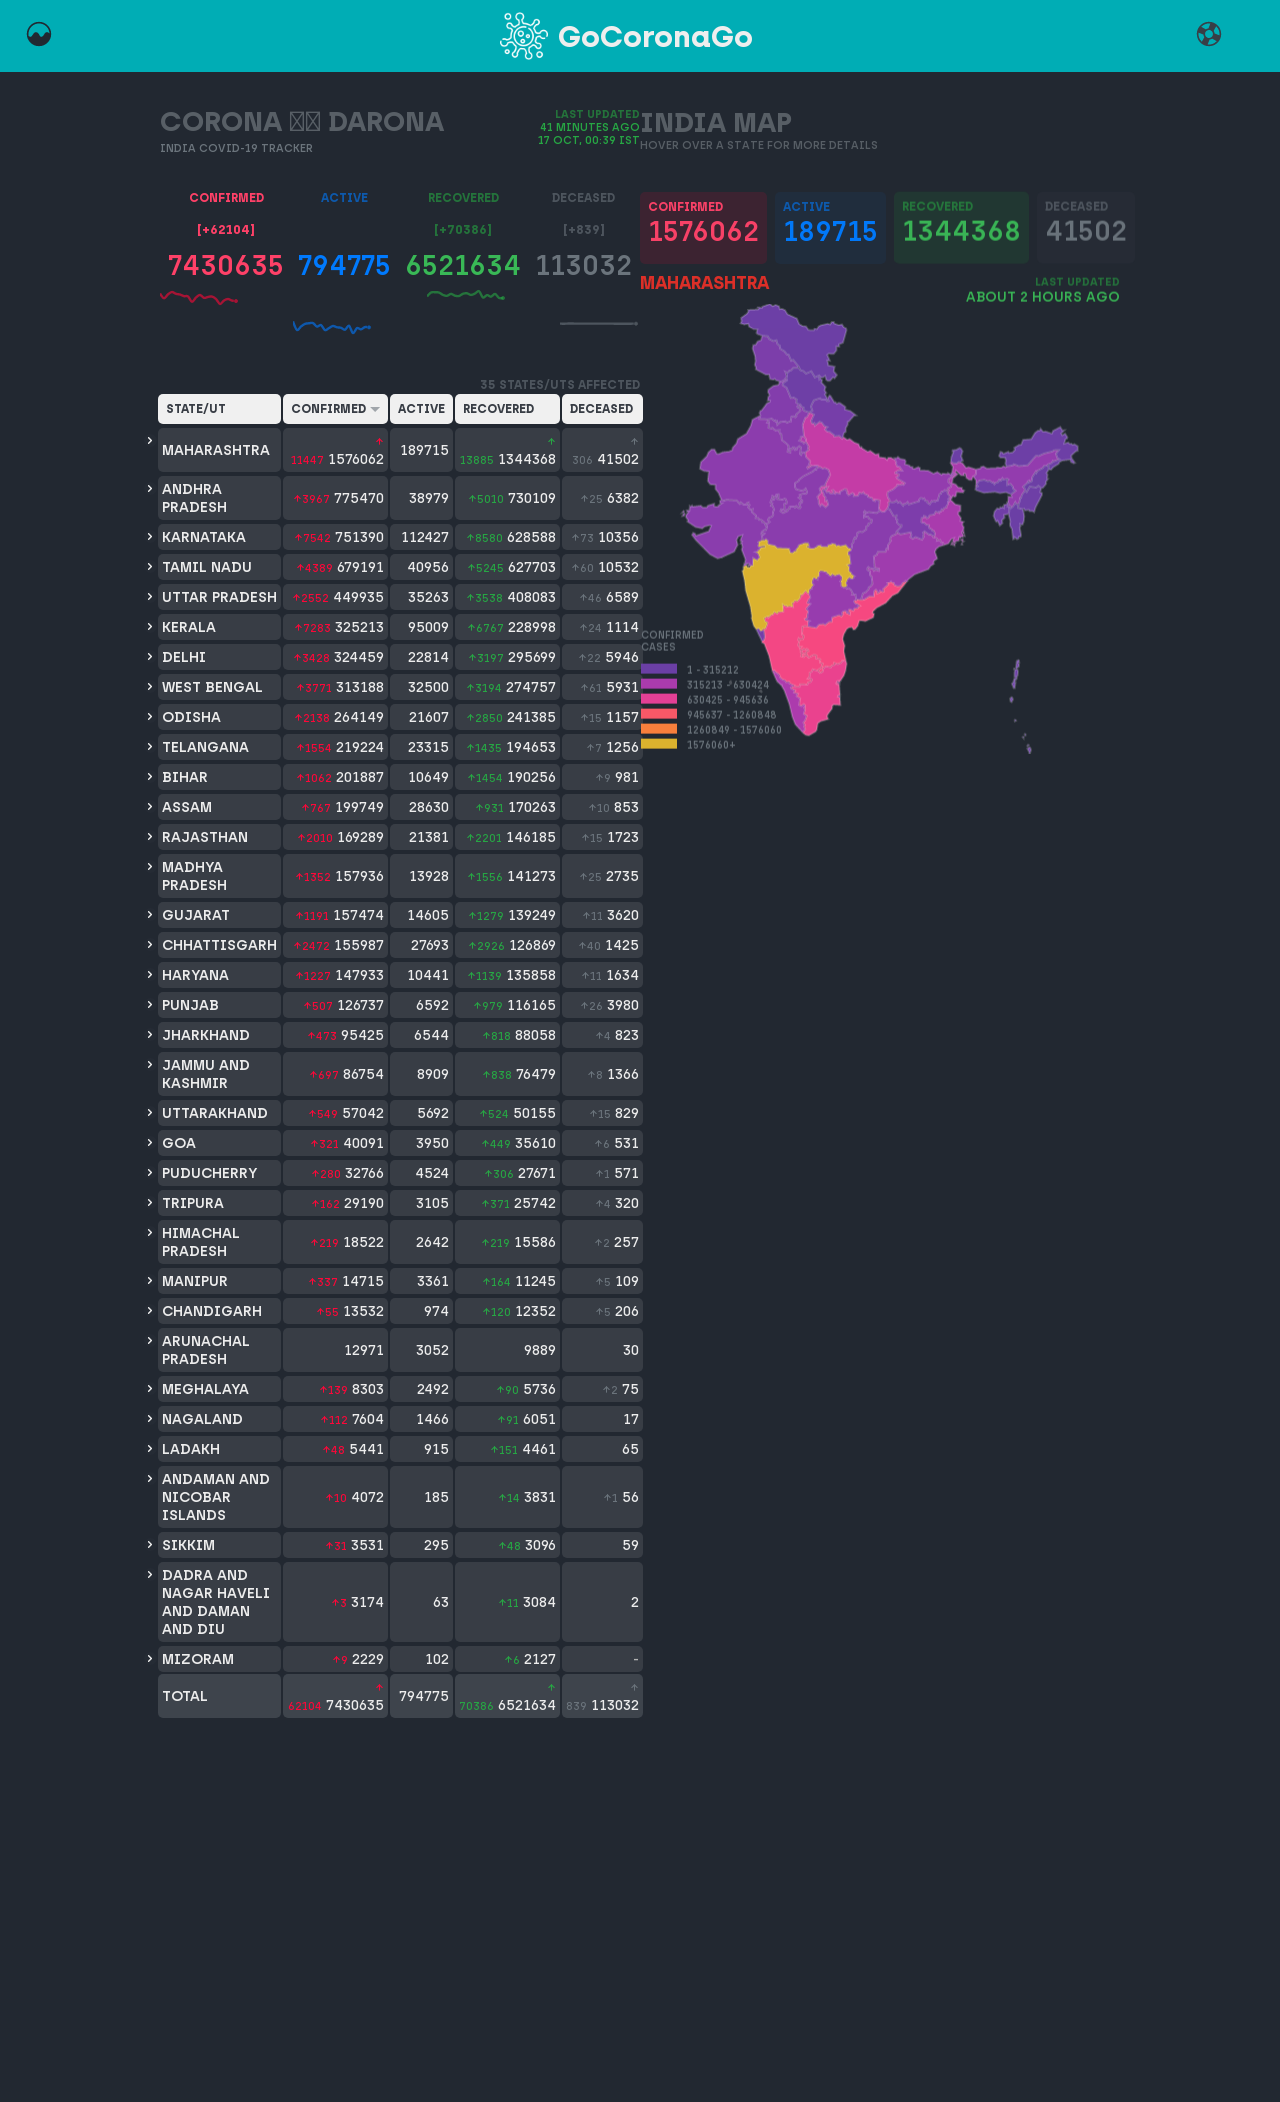 GoCoronaGo
CORONA DARONA
INDIA COVID-19 TRACKER
LAST UPDATED
41 MINUTES AGO
17 OCT, 00:39 IST
CONFIRMED ACTIVE RECOVERED DECEASED
[+62104] [+70386] [+839]
7430635 794775 6521634 113032
35 STATES/UTS AFFECTED
STATE/UT CONFIRMED ACTIVE RECOVERED DECEASED
MAHARASHTRA ↑11447 1576062 189715 ↑13885 1344368 ↑306 41502
ANDHRA PRADESH ↑3967 775470 38979 ↑5010 730109 ↑25 6382
KARNATAKA ↑7542 751390 112427 ↑8580 628588 ↑73 10356
TAMIL NADU ↑4389 679191 40956 ↑5245 627703 ↑60 10532
UTTAR PRADESH ↑2552 449935 35263 ↑3538 408083 ↑46 6589
KERALA ↑7283 325213 95009 ↑6767 228998 ↑24 1114
DELHI ↑3428 324459 22814 ↑3197 295699 ↑22 5946
WEST BENGAL ↑3771 313188 32500 ↑3194 274757 ↑61 5931
ODISHA ↑2138 264149 21607 ↑2850 241385 ↑15 1157
TELANGANA ↑1554 219224 23315 ↑1435 194653 ↑7 1256
BIHAR ↑1062 201887 10649 ↑1454 190256 ↑9 981
ASSAM ↑767 199749 28630 ↑931 170263 ↑10 853
RAJASTHAN ↑2010 169289 21381 ↑2201 146185 ↑15 1723
MADHYA PRADESH ↑1352 157936 13928 ↑1556 141273 ↑25 2735
GUJARAT ↑1191 157474 14605 ↑1279 139249 ↑11 3620
CHHATTISGARH ↑2472 155987 27693 ↑2926 126869 ↑40 1425
HARYANA ↑1227 147933 10441 ↑1139 135858 ↑11 1634
PUNJAB ↑507 126737 6592 ↑979 116165 ↑26 3980
JHARKHAND ↑473 95425 6544 ↑818 88058 ↑4 823
JAMMU AND KASHMIR ↑697 86754 8909 ↑838 76479 ↑8 1366
UTTARAKHAND ↑549 57042 5692 ↑524 50155 ↑15 829
GOA ↑321 40091 3950 ↑449 35610 ↑6 531
PUDUCHERRY ↑280 32766 4524 ↑306 27671 ↑1 571
TRIPURA ↑162 29190 3105 ↑371 25742 ↑4 320
HIMACHAL PRADESH ↑219 18522 2642 ↑219 15586 ↑2 257
MANIPUR ↑337 14715 3361 ↑164 11245 ↑5 109
CHANDIGARH ↑55 13532 974 ↑120 12352 ↑5 206
ARUNACHAL PRADESH 12971 3052 9889 30
MEGHALAYA ↑139 8303 2492 ↑90 5736 ↑2 75
NAGALAND ↑112 7604 1466 ↑91 6051 17
LADAKH ↑48 5441 915 ↑151 4461 65
ANDAMAN AND NICOBAR ISLANDS ↑10 4072 185 ↑14 3831 ↑1 56
SIKKIM ↑31 3531 295 ↑48 3096 59
DADRA AND NAGAR HAVELI AND DAMAN AND DIU ↑3 3174 63 ↑11 3084 2
MIZORAM ↑9 2229 102 ↑6 2127 -
TOTAL ↑62104 7430635 794775 ↑70386 6521634 ↑839 113032
INDIA MAP
HOVER OVER A STATE FOR MORE DETAILS
CONFIRMED ACTIVE RECOVERED DECEASED
1576062 189715 1344368 41502
MAHARASHTRA
LAST UPDATED
ABOUT 2 HOURS AGO
CONFIRMED
CASES
1 - 315212
315213 - 630424
630425 - 945636
945637 - 1260848
1260849 - 1576060
1576060+